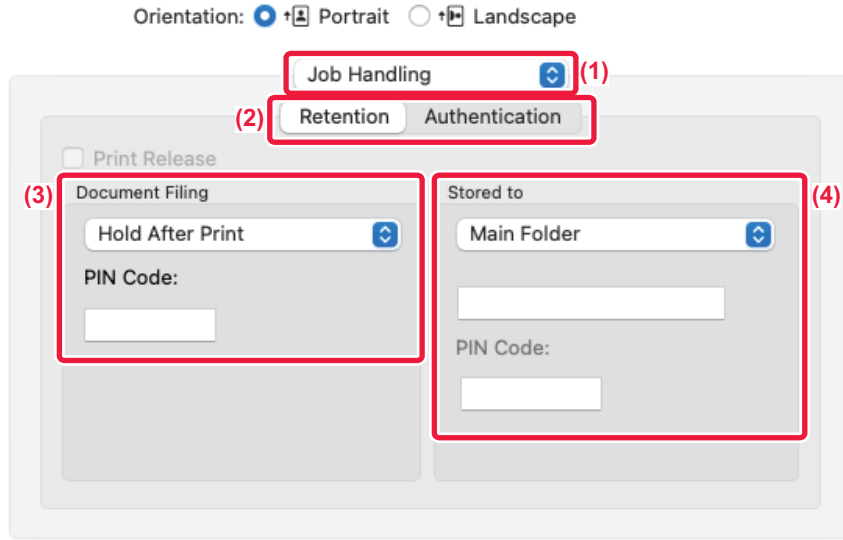 Orientation: Portrait Landscape
Job Handling (1)
(2) Retention Authentication
Print Release
(3) Document Filing Stored to (4)
Hold After Print Main Folder
PIN Code:
PIN Code: